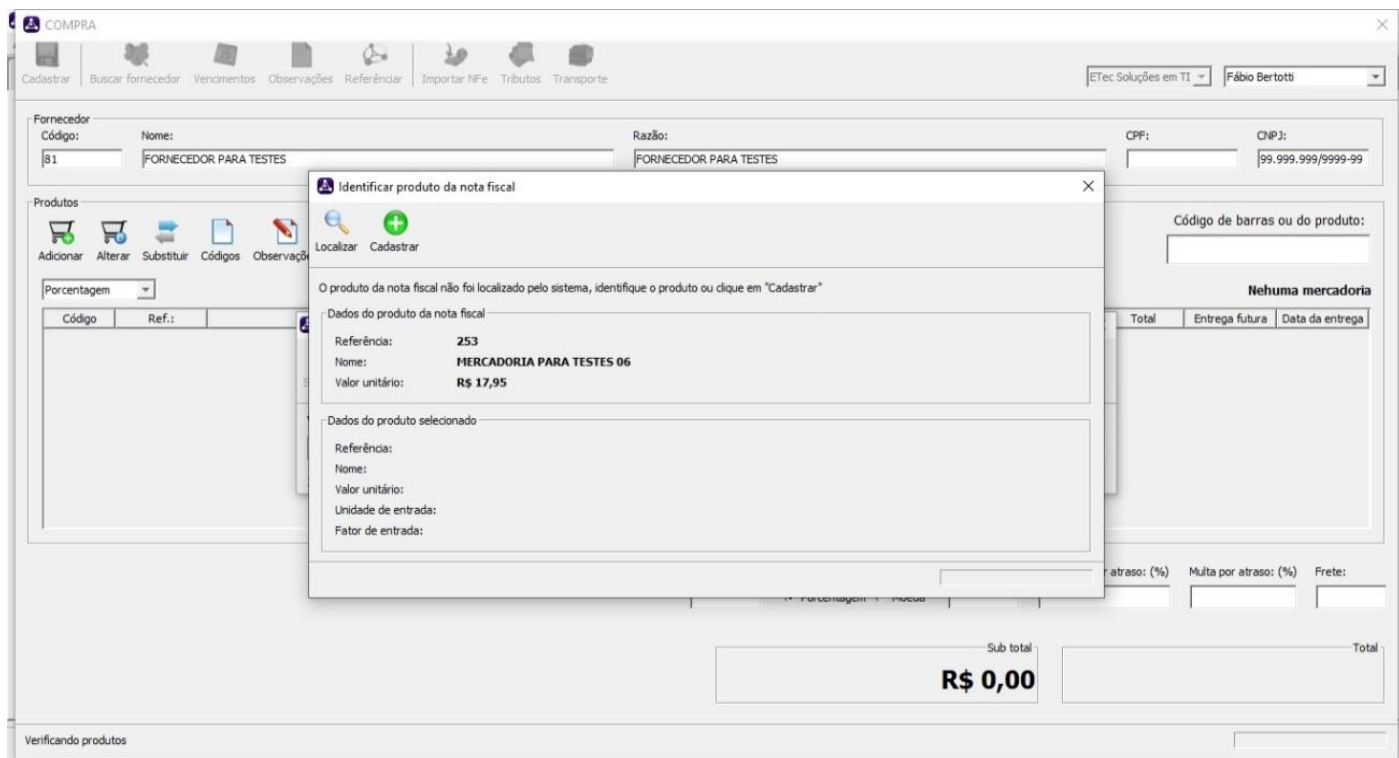 COMPRA
Cadastrar Buscar fornecedor Vencimentos Observações Referênciar Importar NFe Tributos Transporte
ETec Soluções em TI Fábio Bertotti
Fornecedor
Código: Nome: Razão: CPF: CNPJ:
81 FORNECEDOR PARA TESTES FORNECEDOR PARA TESTES 99.999.999/9999-99
Identificar produto da nota fiscal
Produtos
Código de barras ou do produto:
Adicionar Alterar Substituir Códigos Observaçõ
Localizar Cadastrar
Porcentagem
O produto da nota fiscal não foi localizado pelo sistema, identifique o produto ou clique em "Cadastrar"
Nehuma mercadoria
Código Ref.: Total Entrega futura Data da entrega
Dados do produto da nota fiscal
Referência: 253
Nome: MERCADORIA PARA TESTES 06
Valor unitário: R$ 17,95
Dados do produto selecionado
Referência:
Nome:
Valor unitário:
Unidade de entrada:
Fator de entrada:
atraso: (%) Multa por atraso: (%) Frete:
Porcentagem Moeda
Sub total Total
R$ 0,00
Verificando produtos